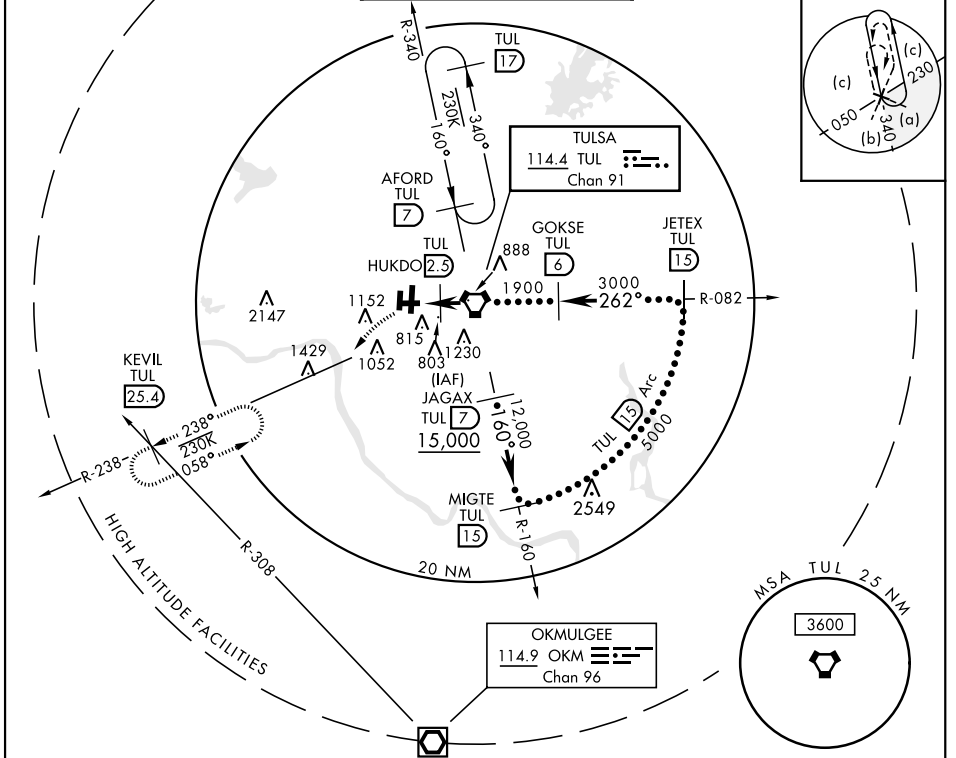 R-340
TUL
17
230K
340°
160°
AFORD
TUL
7
TULSA
114.4 TUL
Chan 91
(c)
(c)
230
050
(a)
(b)
340
TUL
HUKDO 2.5
888
GOKSE
TUL
6
JETEX
TUL
15
1900
3000
262°
R-082
2147
1152
815
1052
803
1230
1429
KEVIL
TUL
25.4
(IAF)
JAGAX
TUL 7
15,000
12,000
160°
TUL 15 Arc
5000
238°
230K
058°
R-238
MIGTE
TUL
15
2549
R-160
20 NM
R-308
HIGH ALTITUDE FACILITIES
MSA TUL 25 NM
3600
OKMULGEE
114.9 OKM
Chan 96